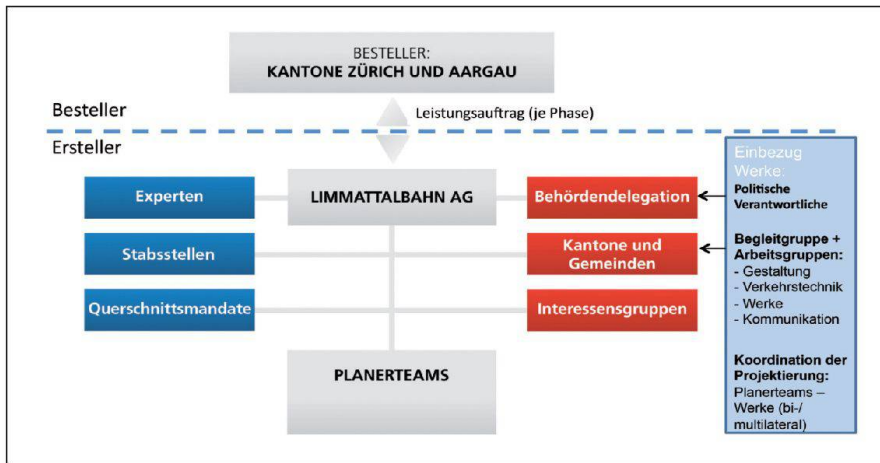 BESTELLER:
KANTONE ZÜRICH UND AARGAU
Besteller
Leistungsauftrag (je Phase)
Ersteller
Experten
LIMMATTALBAHN AG
Behördendelegation
Stabsstellen
Kantone und
Gemeinden
Querschnittsmandate
Interessensgruppen
PLANERTEAMS
Einbezug
Werke:
Politische
Verantwortliche
Begleitgruppe +
Arbeitsgruppen:
- Gestaltung
- Verkehrstechnik
- Werke
- Kommunikation
Koordination der
Projektierung:
Planerteams –
Werke (bi-/
multilateral)